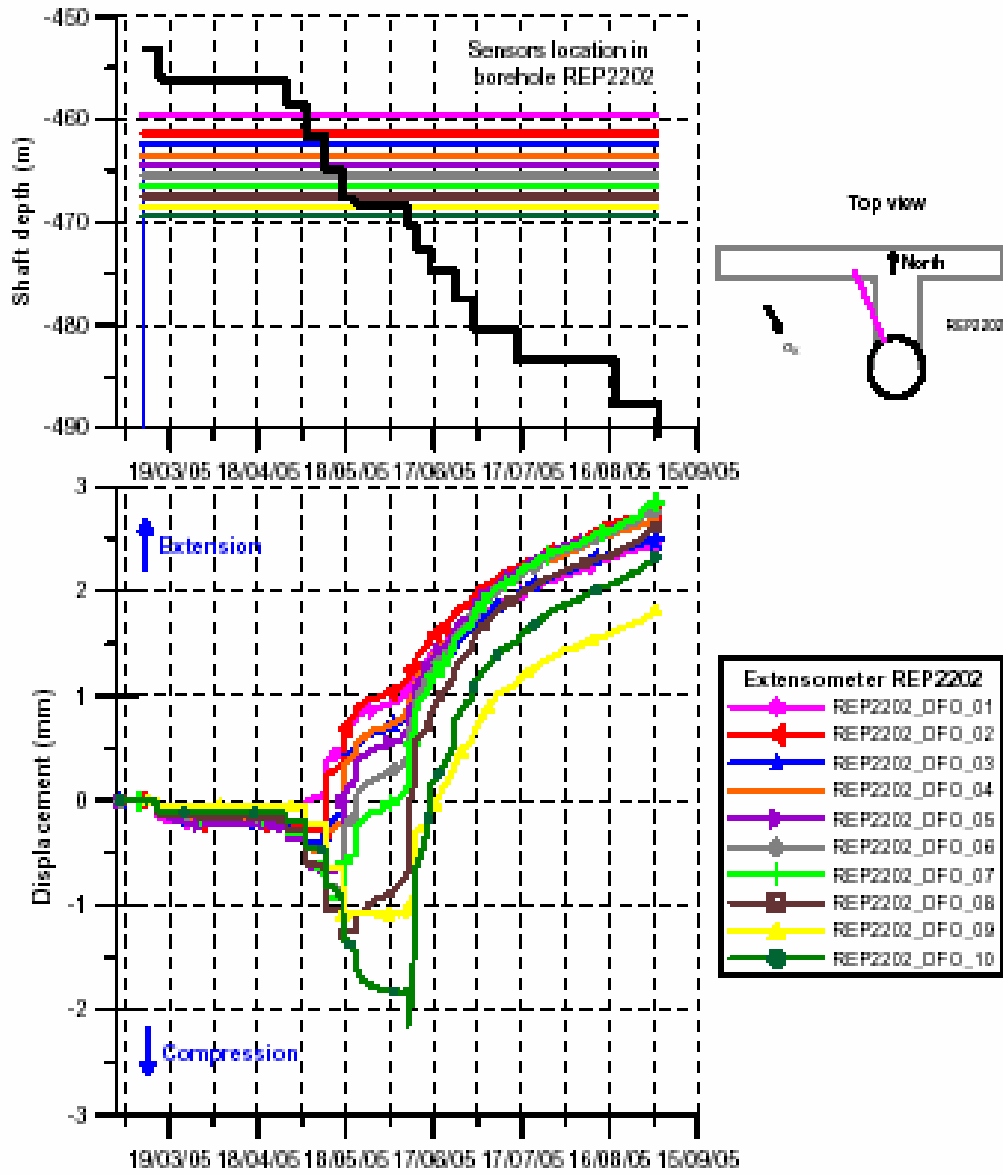 -450
-460
-470
-480
-490
Shaft depth (m)
Sensors location in
borehole REP2202
19/03/05 18/04/05 18/05/05 17/06/05 17/07/05 16/08/05 15/09/05
Top view
North
REP2202
3
2
1
0
-1
-2
-3
Displacement (mm)
Extension
Compression
19/03/05 18/04/05 18/05/05 17/06/05 17/07/05 16/08/05 15/09/05
Extensometer REP2202
REP2202_DFO_01
REP2202_DFO_02
REP2202_DFO_03
REP2202_DFO_04
REP2202_DFO_05
REP2202_DFO_06
REP2202_DFO_07
REP2202_DFO_08
REP2202_DFO_09
REP2202_DFO_10